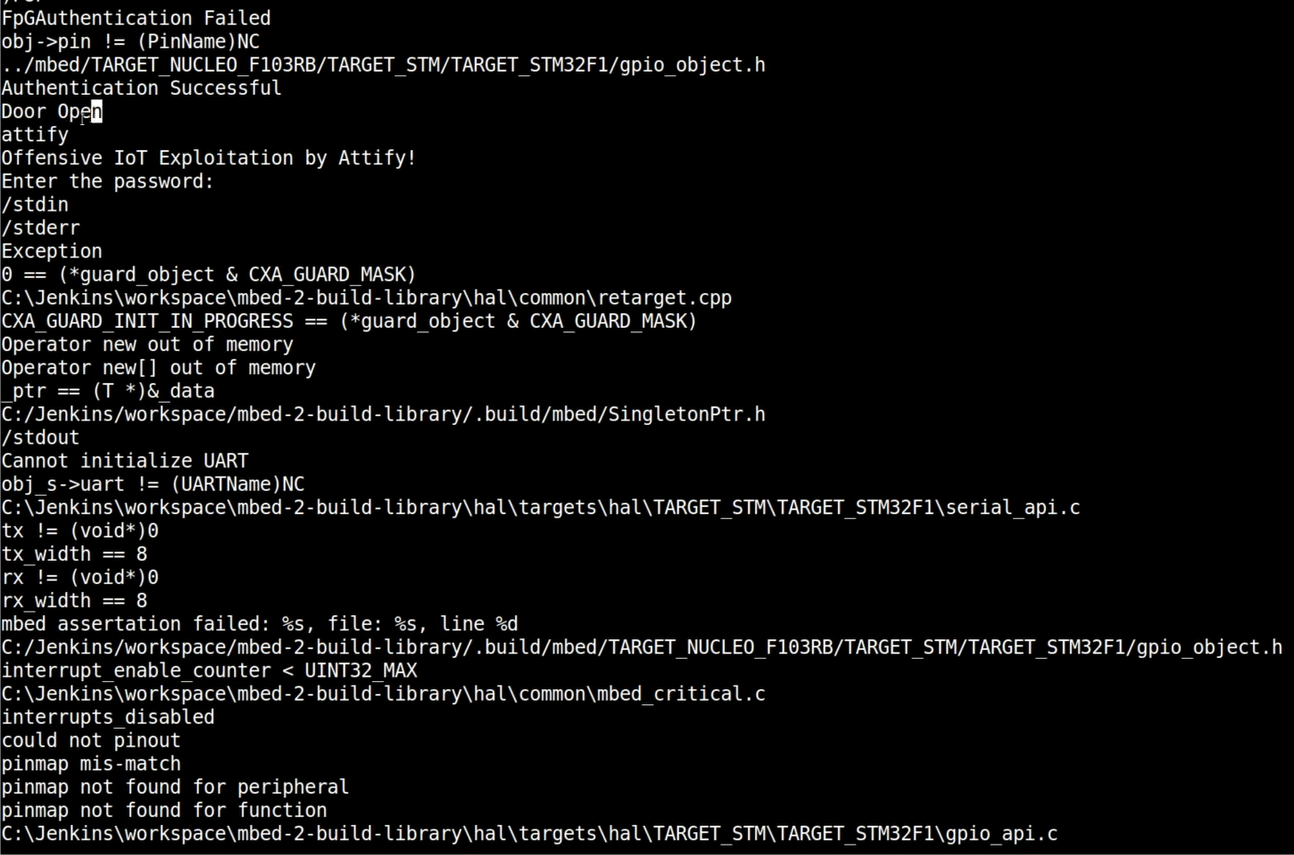 FpGAuthentication Failed
obj->pin != (PinName)NC
../mbed/TARGET_NUCLEO_F103RB/TARGET_STM/TARGET_STM32F1/gpio_object.h
Authentication Successful
Door Open
attify
Offensive IoT Exploitation by Attify!
Enter the password:
/stdin
/stderr
Exception
0 == (*guard_object & CXA_GUARD_MASK)
C:\Jenkins\workspace\mbed-2-build-library\hal\common\retarget.cpp
CXA_GUARD_INIT_IN_PROGRESS == (*guard_object & CXA_GUARD_MASK)
Operator new out of memory
Operator new[] out of memory
_ptr == (T *)&_data
C:/Jenkins/workspace/mbed-2-build-library/.build/mbed/SingletonPtr.h
/stdout
Cannot initialize UART
obj_s->uart != (UARTName)NC
C:\Jenkins\workspace\mbed-2-build-library\hal\targets\hal\TARGET_STM\TARGET_STM32F1\serial_api.c
tx != (void*)0
tx_width == 8
rx != (void*)0
rx_width == 8
mbed assertation failed: %s, file: %s, line %d
C:/Jenkins/workspace/mbed-2-build-library/.build/mbed/TARGET_NUCLEO_F103RB/TARGET_STM/TARGET_STM32F1/gpio_object.h
interrupt_enable_counter < UINT32_MAX
C:\Jenkins\workspace\mbed-2-build-library\hal\common\mbed_critical.c
interrupts_disabled
could not pinout
pinmap mis-match
pinmap not found for peripheral
pinmap not found for function
C:\Jenkins\workspace\mbed-2-build-library\hal\targets\hal\TARGET_STM\TARGET_STM32F1\gpio_api.c